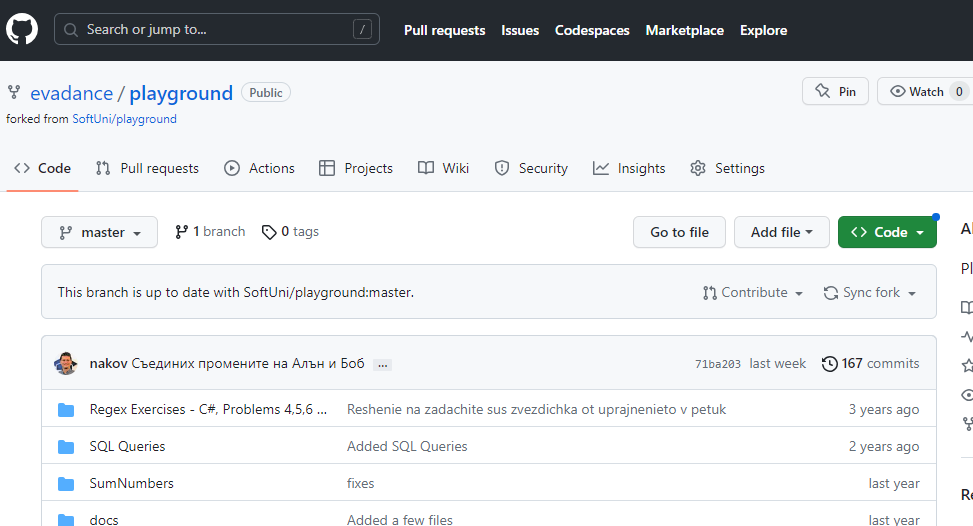 Search or jump to... / Pull requests Issues Codespaces Marketplace Explore
evadance / playground Public Pin Watch 0
forked from SoftUni/playground
Code Pull requests Actions Projects Wiki Security Insights Settings
master 1 branch 0 tags Go to file Add file Code
This branch is up to date with SoftUni/playground:master. Contribute Sync fork
nakov Съединих промените на Алън и Боб ... 71ba203 last week 167 commits
Regex Exercises - C#, Problems 4,5,6 ... Reshenie na zadachite sus zvezdichka ot uprajnenieto v petuk 3 years ago
SQL Queries Added SQL Queries 2 years ago
SumNumbers fixes last year
docs Added a few files last year